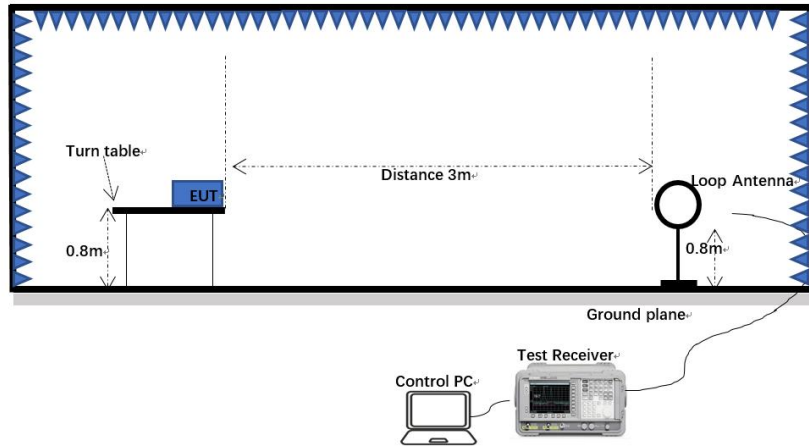 Turn table
EUT
Distance 3m
Loop Antenna
0.8m
0.8m
Ground plane
Test Receiver
Control PC